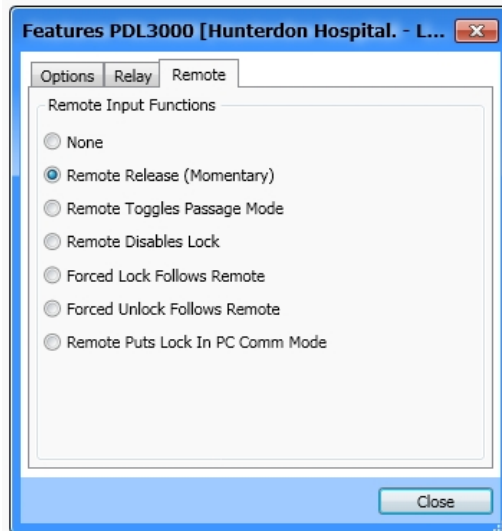 Features PDL3000 [Hunterdon Hospital. - L...
Options Relay Remote
Remote Input Functions
None
Remote Release (Momentary)
Remote Toggles Passage Mode
Remote Disables Lock
Forced Lock Follows Remote
Forced Unlock Follows Remote
Remote Puts Lock In PC Comm Mode
Close